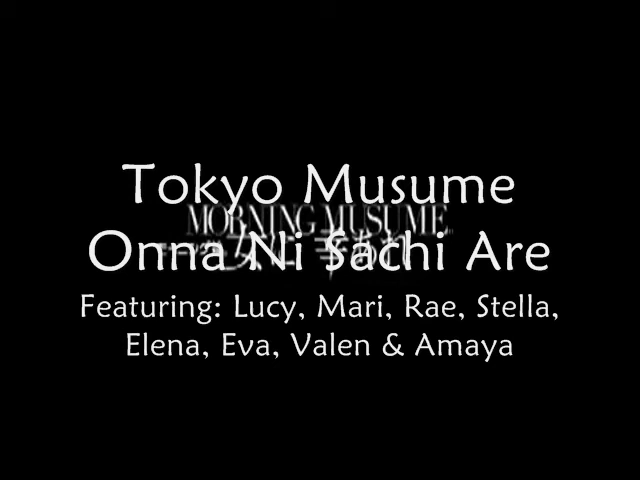 Tokyo Musume
MORNING MUSUME
Onna Ni Sachi Are
Featuring: Lucy, Mari, Rae, Stella,
Elena, Eva, Valen & Amaya